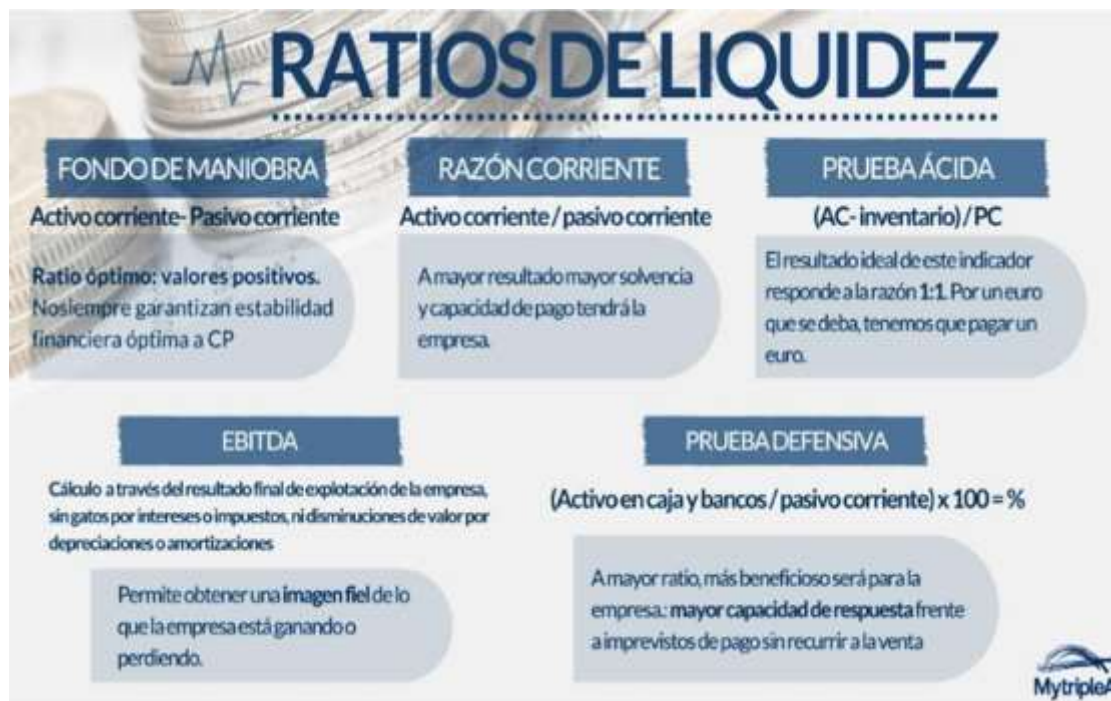 RATIOS DE LIQUIDEZ
FONDO DE MANIOBRA
Activo corriente- Pasivo corriente
Ratio óptimo: valores positivos.
No siempre garantizan estabilidad
financiera óptima a CP
RAZÓN CORRIENTE
Activo corriente / pasivo corriente
A mayor resultado mayor solvencia
y capacidad de pago tendrá la
empresa.
PRUEBA ÁCIDA
(AC- inventario) / PC
El resultado ideal de este indicador
responde a la razón 1:1. Por un euro
que se deba, tenemos que pagar un
euro.
EBITDA
Cálculo a través del resultado final de explotación de la empresa,
sin gatos por intereses o impuestos, ni disminuciones de valor por
depreciaciones o amortizaciones
Permite obtener una imagen fiel de lo
que la empresa está ganando o
perdiendo.
PRUEBA DEFENSIVA
(Activo en caja y bancos / pasivo corriente) x 100 = %
A mayor ratio, más beneficioso será para la
empresa.: mayor capacidad de respuesta frente
a imprevistos de pago sin recurrir a la venta
MytripleA